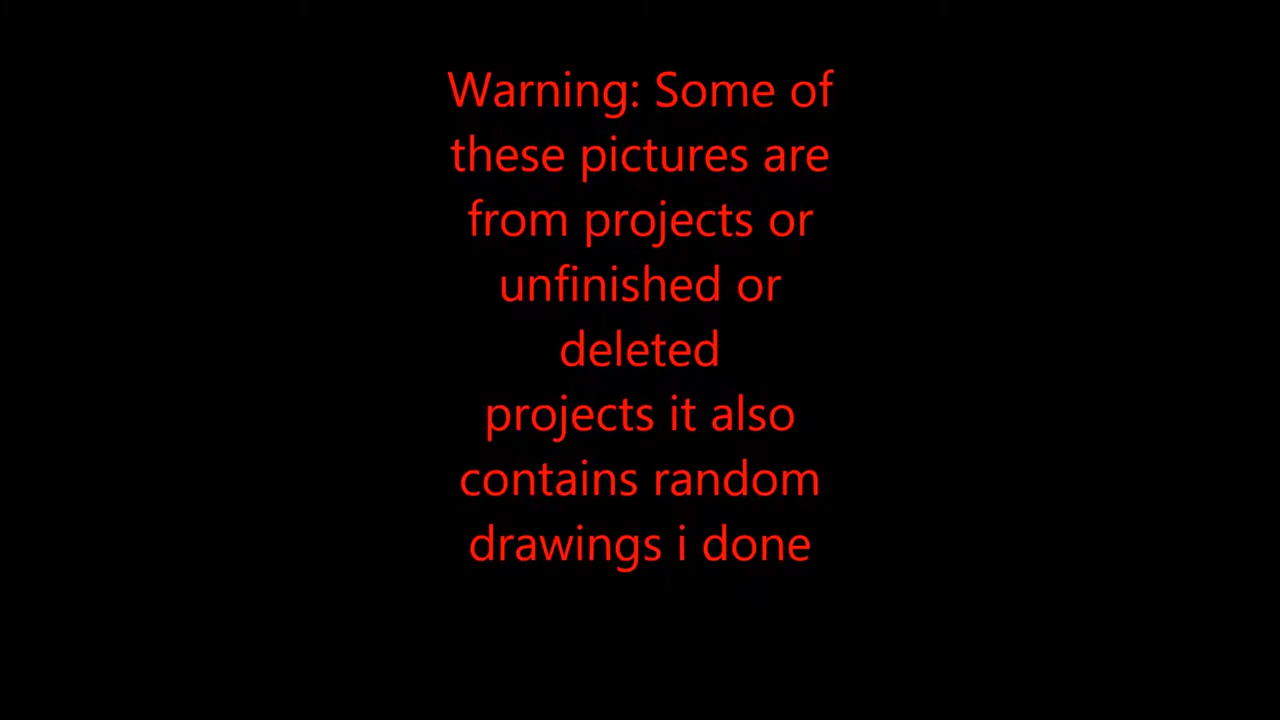 Warning: Some of
these pictures are
from projects or
unfinished or
deleted
projects it also
contains random
drawings i done